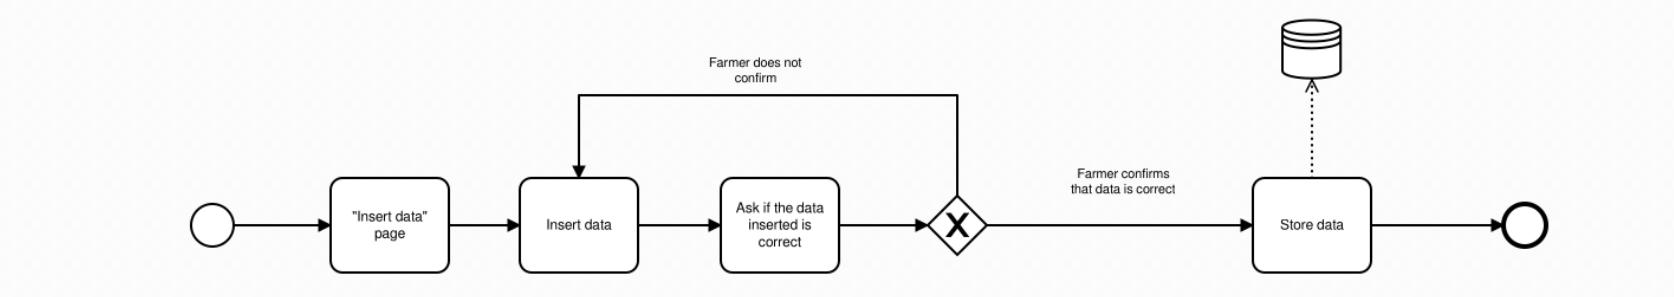 Farmer does not
confirm
Farmer confirms
that data is correct
"Insert data"
page
Insert data
Ask if the data
inserted is
correct
X
Store data